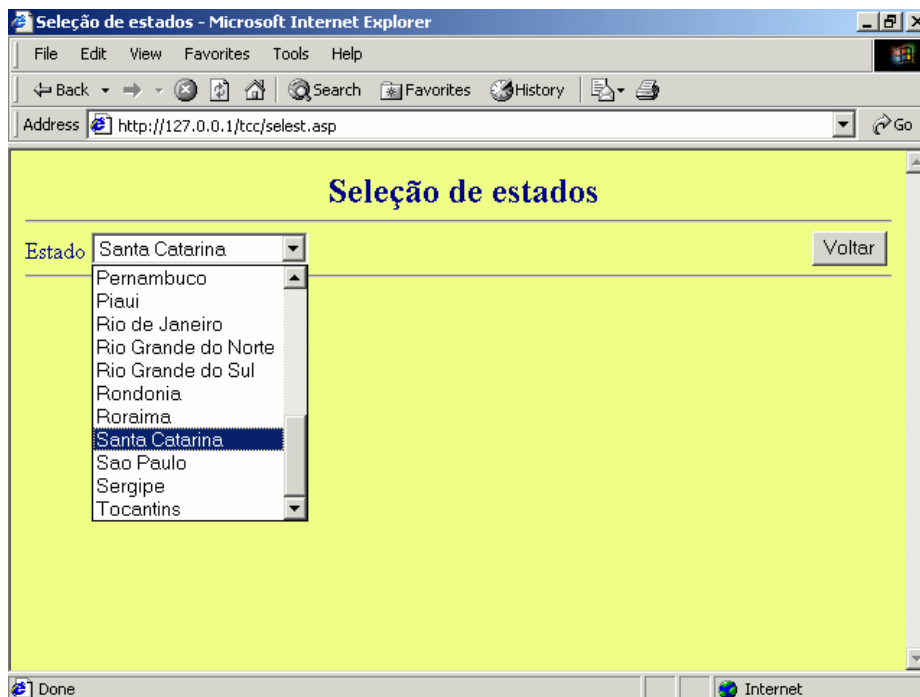 Seleção de estados - Microsoft Internet Explorer
File Edit View Favorites Tools Help
Back Search Favorites History
Address http://127.0.0.1/tcc/selest.asp Go
Seleção de estados
Estado Santa Catarina Voltar
Pernambuco
Piaui
Rio de Janeiro
Rio Grande do Norte
Rio Grande do Sul
Rondonia
Roraima
Santa Catarina
Sao Paulo
Sergipe
Tocantins
Done Internet